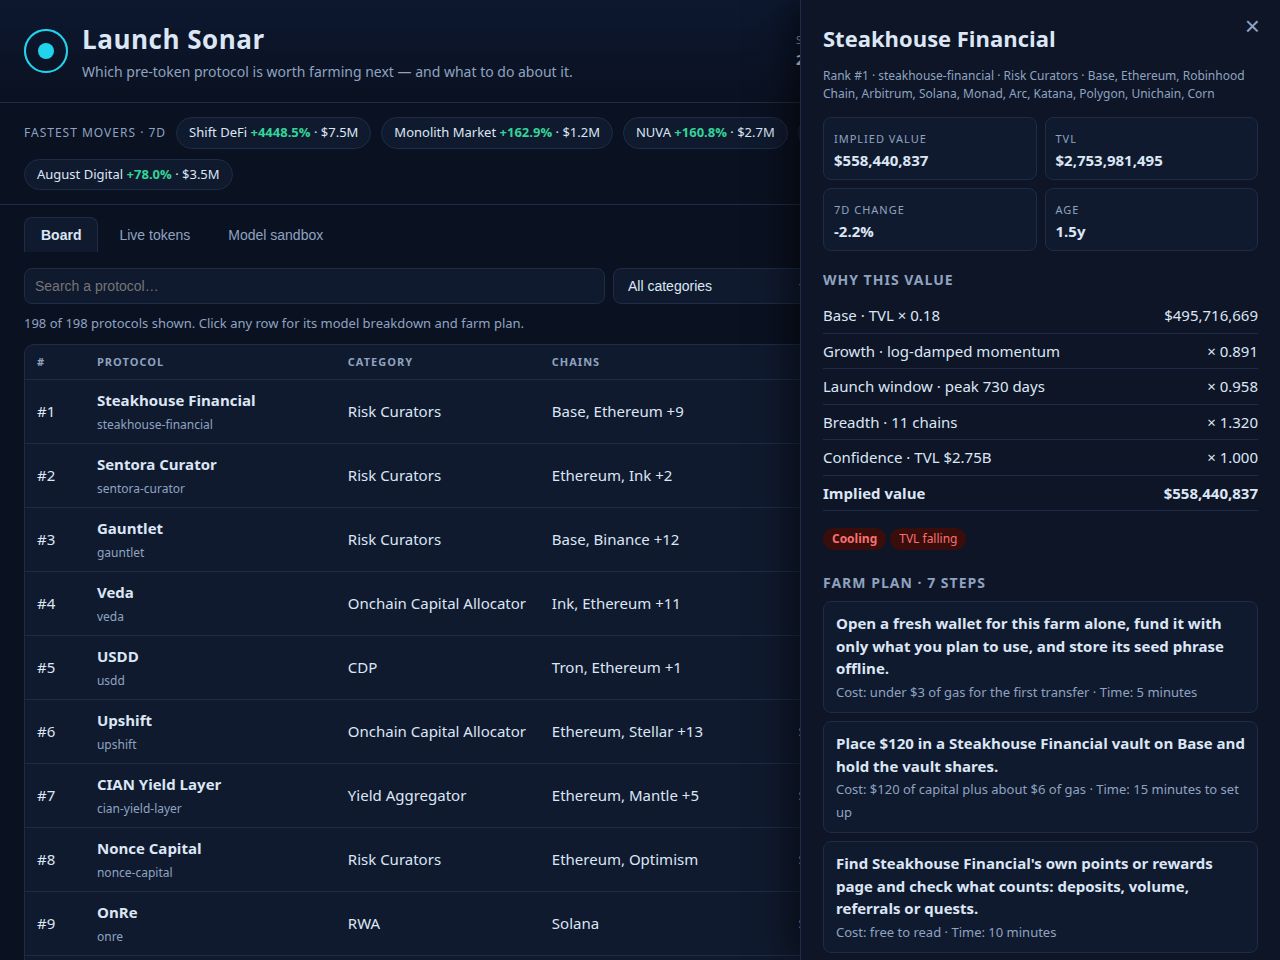 Launch Sonar
Which pre-token protocol is worth farming next — and what to do about it.
FASTEST MOVERS · 7D
Shift DeFi +4448.5% · $7.5M
Monolith Market +162.9% · $1.2M
NUVA +160.8% · $2.7M
August Digital +78.0% · $3.5M
Board
Live tokens
Model sandbox
Search a protocol…
All categories
198 of 198 protocols shown. Click any row for its model breakdown and farm plan.
# PROTOCOL CATEGORY CHAINS
#1 Steakhouse Financial Risk Curators Base, Ethereum +9
steakhouse-financial
#2 Sentora Curator Risk Curators Ethereum, Ink +2
sentora-curator
#3 Gauntlet Risk Curators Base, Binance +12
gauntlet
#4 Veda Onchain Capital Allocator Ink, Ethereum +11
veda
#5 USDD CDP Tron, Ethereum +1
usdd
#6 Upshift Onchain Capital Allocator Ethereum, Stellar +13
upshift
#7 CIAN Yield Layer Yield Aggregator Ethereum, Mantle +5
cian-yield-layer
#8 Nonce Capital Risk Curators Ethereum, Optimism
nonce-capital
#9 OnRe RWA Solana
onre
×
Steakhouse Financial
Rank #1 · steakhouse-financial · Risk Curators · Base, Ethereum, Robinhood
Chain, Arbitrum, Solana, Monad, Arc, Katana, Polygon, Unichain, Corn
IMPLIED VALUE
$558,440,837
TVL
$2,753,981,495
7D CHANGE
-2.2%
AGE
1.5y
WHY THIS VALUE
Base · TVL × 0.18 $495,716,669
Growth · log-damped momentum × 0.891
Launch window · peak 730 days × 0.958
Breadth · 11 chains × 1.320
Confidence · TVL $2.75B × 1.000
Implied value $558,440,837
Cooling
TVL falling
FARM PLAN · 7 STEPS
Open a fresh wallet for this farm alone, fund it with
only what you plan to use, and store its seed phrase
offline.
Cost: under $3 of gas for the first transfer · Time: 5 minutes
Place $120 in a Steakhouse Financial vault on Base and
hold the vault shares.
Cost: $120 of capital plus about $6 of gas · Time: 15 minutes to set
up
Find Steakhouse Financial's own points or rewards
page and check what counts: deposits, volume,
referrals or quests.
Cost: free to read · Time: 10 minutes